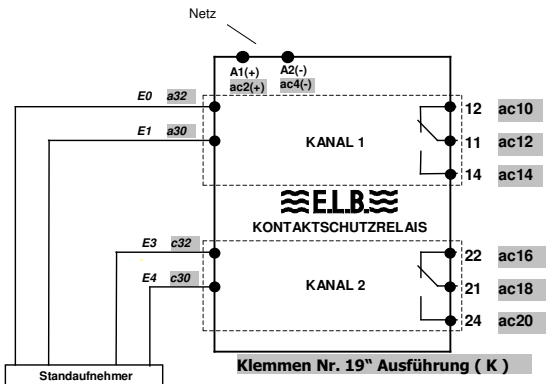 Netz
A1(+) A2(-)
ac2(+) ac4(-)
E0 a32
12 ac10
E1 a30
KANAL 1
11 ac12
14 ac14
E.L.B.
KONTAKTSCHUTZRELAIS
E3 c32
22 ac16
E4 c30
KANAL 2
21 ac18
24 ac20
Klemmen Nr. 19“ Ausführung ( K )
Standaufnehmer